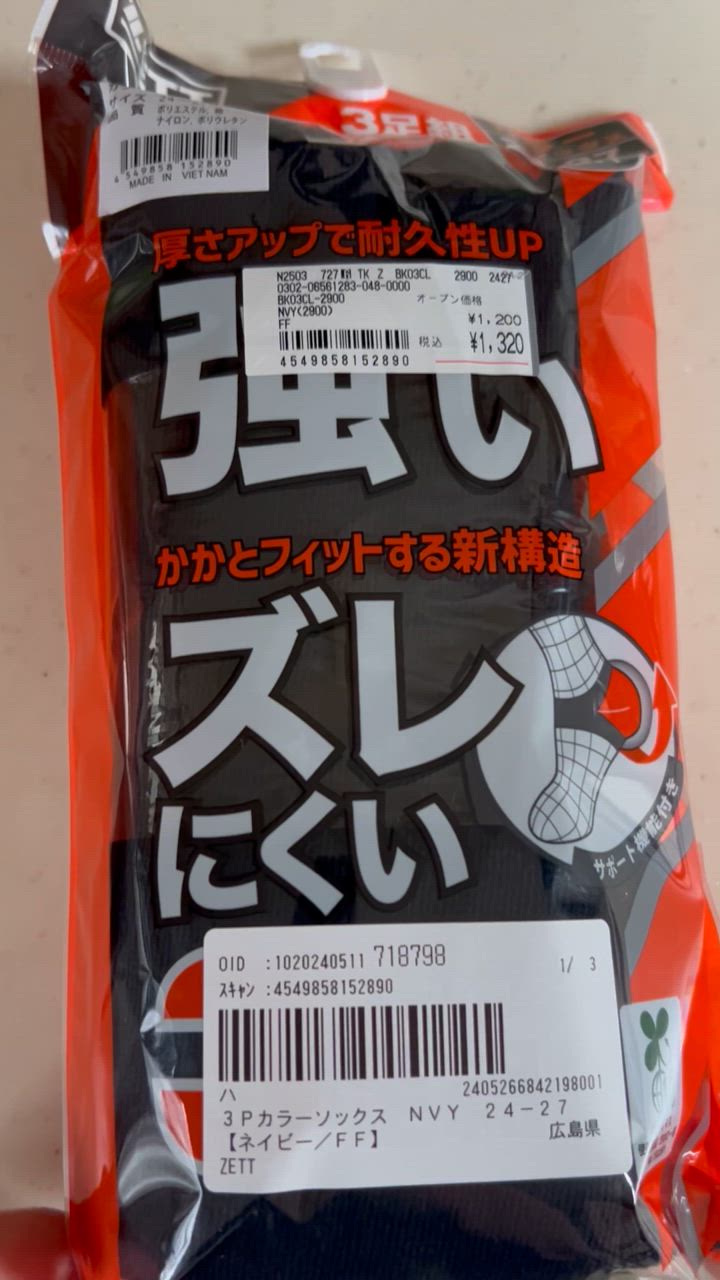 サイズ 24-
品 質 ポリエステル, 綿
ナイロン, ポリウレタン
4 549858 152890
MADE IN VIET NAM
3足組
厚さアップで耐久性UP
強い
N2503 727 TK Z BK03CL 2900 2427
0302-06561283-048-0000
BK03CL-2900 オープン価格
NVY(2900) ¥1,200
FF
税込 ¥1,320
4549858152890
かかとフィットする新構造
ズレ
にくい
サポート機能付き
OID :1020240511 718798 1/ 3
スキャン :4549858152890
ハ 2405266842198001
3Pカラーソックス NVY 24-27
【ネイビー/FF】 広島県
ZETT